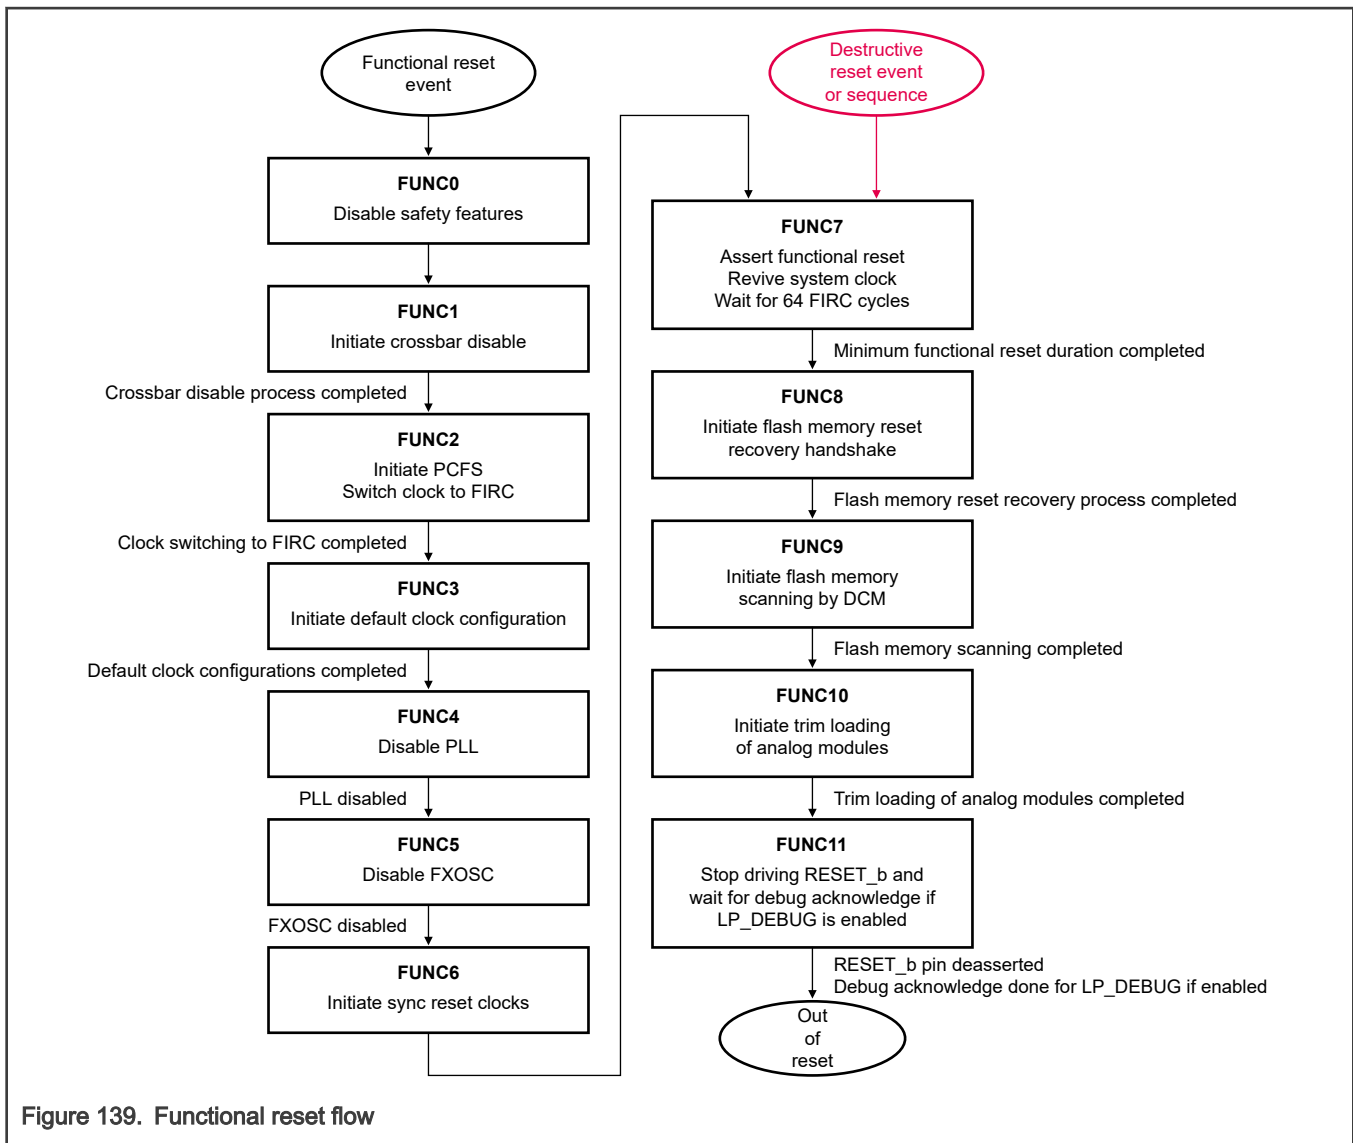 Functional reset
event
FUNC0
Disable safety features
FUNC1
Initiate crossbar disable
Crossbar disable process completed
FUNC2
Initiate PCFS
Switch clock to FIRC
Clock switching to FIRC completed
FUNC3
Initiate default clock configuration
Default clock configurations completed
FUNC4
Disable PLL
PLL disabled
FUNC5
Disable FXOSC
FXOSC disabled
FUNC6
Initiate sync reset clocks
Destructive
reset event
or sequence
FUNC7
Assert functional reset
Revive system clock
Wait for 64 FIRC cycles
Minimum functional reset duration completed
FUNC8
Initiate flash memory reset
recovery handshake
Flash memory reset recovery process completed
FUNC9
Initiate flash memory
scanning by DCM
Flash memory scanning completed
FUNC10
Initiate trim loading
of analog modules
Trim loading of analog modules completed
FUNC11
Stop driving RESET_b and
wait for debug acknowledge if
LP_DEBUG is enabled
RESET_b pin deasserted
Debug acknowledge done for LP_DEBUG if enabled
Out
of
reset
Figure 139. Functional reset flow